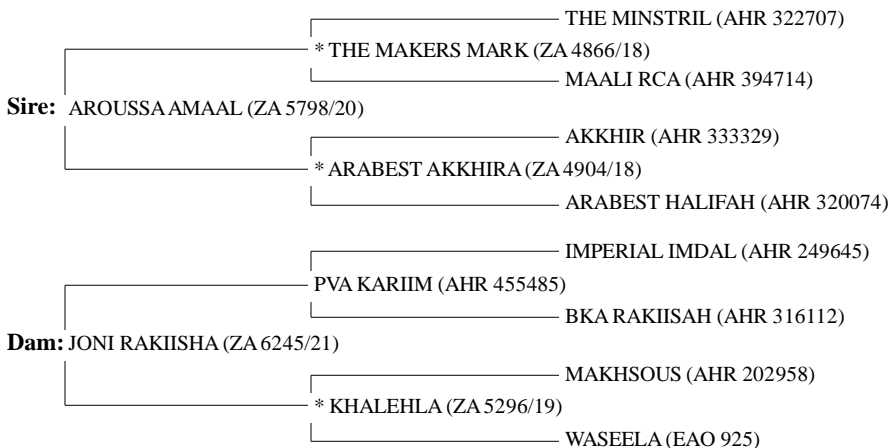 THE MINSTRIL (AHR 322707)
* THE MAKERS MARK (ZA 4866/18)
MAALI RCA (AHR 394714)
Sire: AROUSSA AMAAL (ZA 5798/20)
AKKHIR (AHR 333329)
* ARABEST AKKHIRA (ZA 4904/18)
ARABEST HALIFAH (AHR 320074)
IMPERIAL IMDAL (AHR 249645)
PVA KARIIM (AHR 455485)
BKA RAKIISAH (AHR 316112)
Dam: JONI RAKIISHA (ZA 6245/21)
MAKHSOUS (AHR 202958)
* KHALEHLA (ZA 5296/19)
WASEELA (EAO 925)